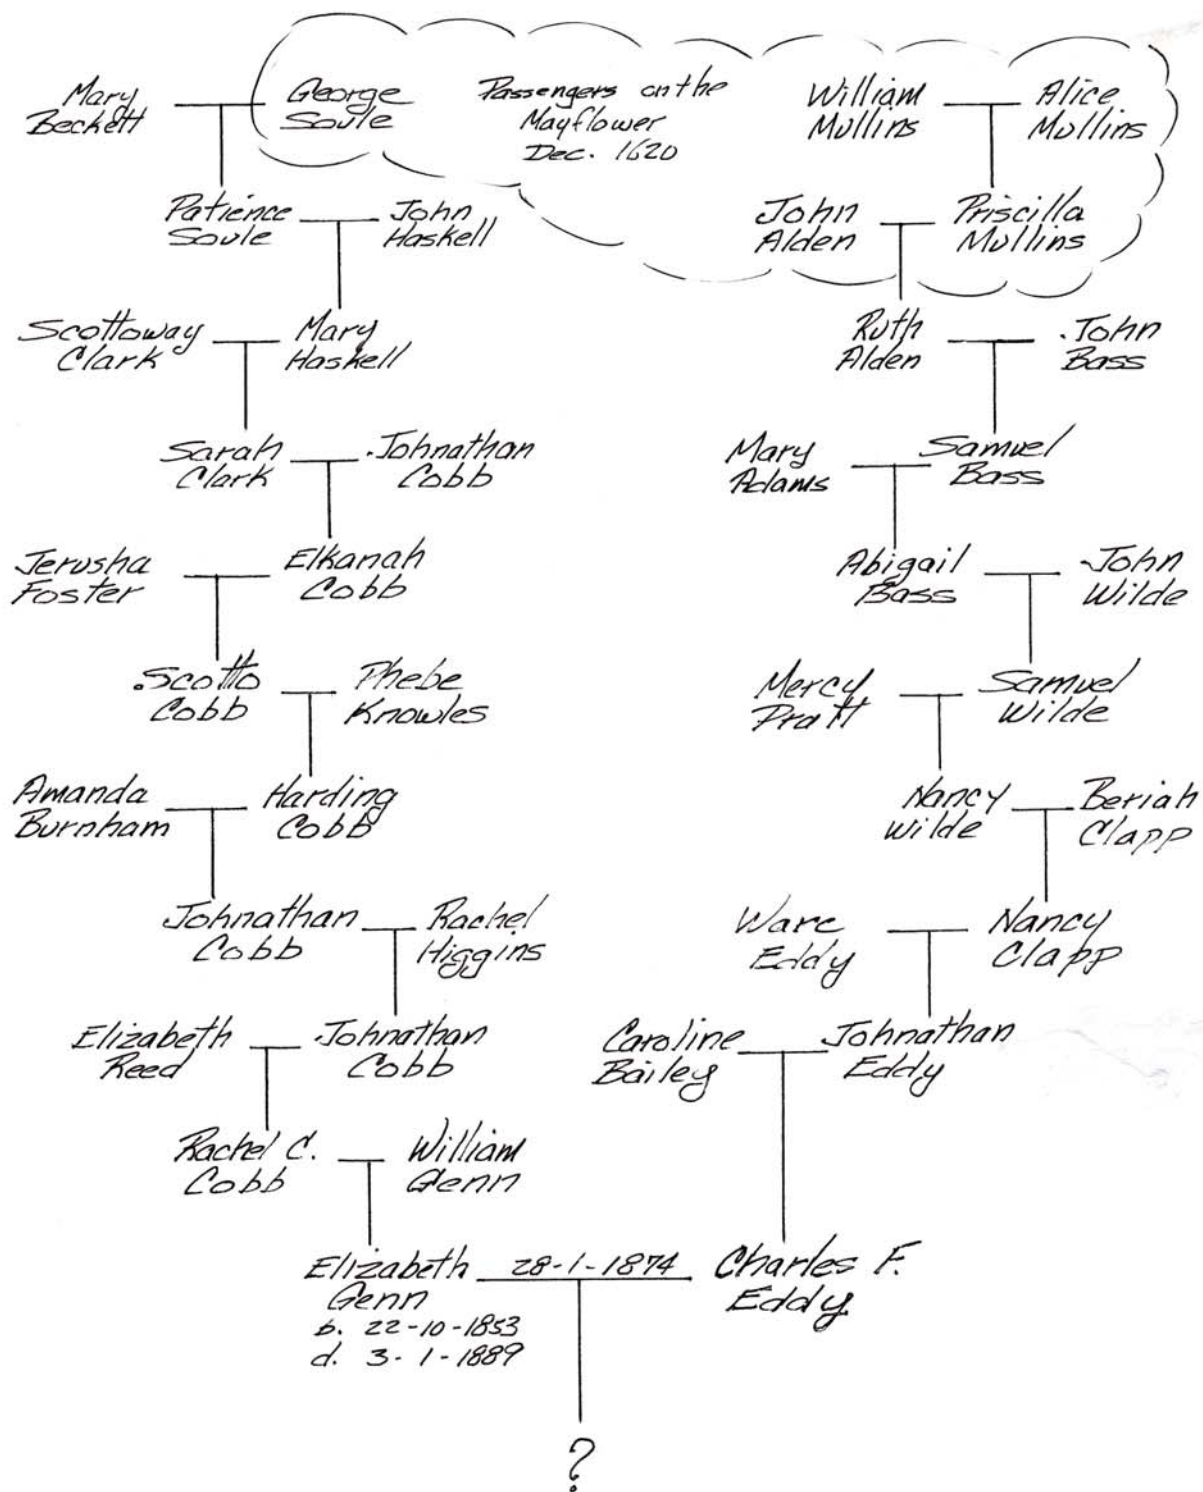 Mary Beckett
George Soule
Passengers on the
Mayflower
Dec. 1620
William Mullins
Alice Mullins
Patience Soule
John Haskell
John Alden
Priscilla Mullins
Scottoway Clark
Mary Haskell
Ruth Alden
John Bass
Sarah Clark
Johnathan Cobb
Mary Adams
Samuel Bass
Jerusha Foster
Elkanah Cobb
Abigail Bass
John Wilde
Scotto Cobb
Phebe Knowles
Mercy Pratt
Samuel Wilde
Amanda Burnham
Harding Cobb
Nancy Wilde
Beriah Clapp
Johnathan Cobb
Rachel Higgins
Ware Eddy
Nancy Clapp
Elizabeth Reed
Johnathan Cobb
Caroline Bailey
Johnathan Eddy
Rachel C. Cobb
William Genn
Elizabeth Genn
b. 22-10-1853
d. 3-1-1889
28-1-1874
Charles F. Eddy
?